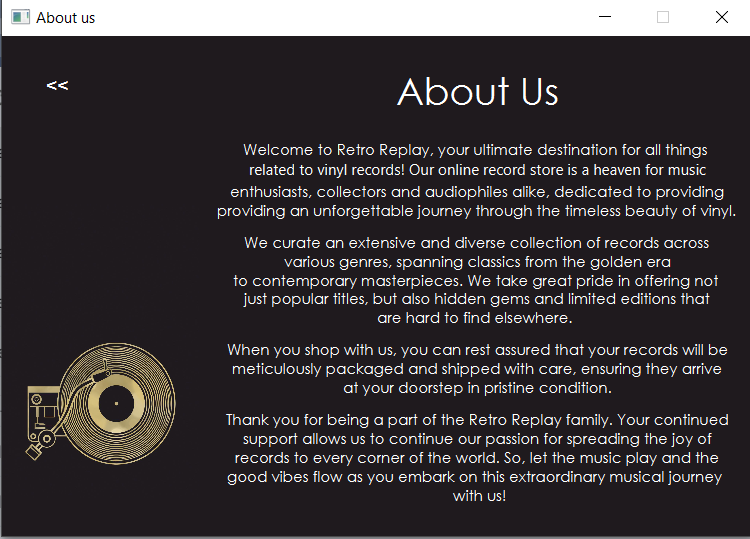 About us
<<
About Us
Welcome to Retro Replay, your ultimate destination for all things
related to vinyl records! Our online record store is a heaven for music
enthusiasts, collectors and audiophiles alike, dedicated to providing
providing an unforgettable journey through the timeless beauty of vinyl.
We curate an extensive and diverse collection of records across
various genres, spanning classics from the golden era
to contemporary masterpieces. We take great pride in offering not
just popular titles, but also hidden gems and limited editions that
are hard to find elsewhere.
When you shop with us, you can rest assured that your records will be
meticulously packaged and shipped with care, ensuring they arrive
at your doorstep in pristine condition.
Thank you for being a part of the Retro Replay family. Your continued
support allows us to continue our passion for spreading the joy of
records to every corner of the world. So, let the music play and the
good vibes flow as you embark on this extraordinary musical journey
with us!